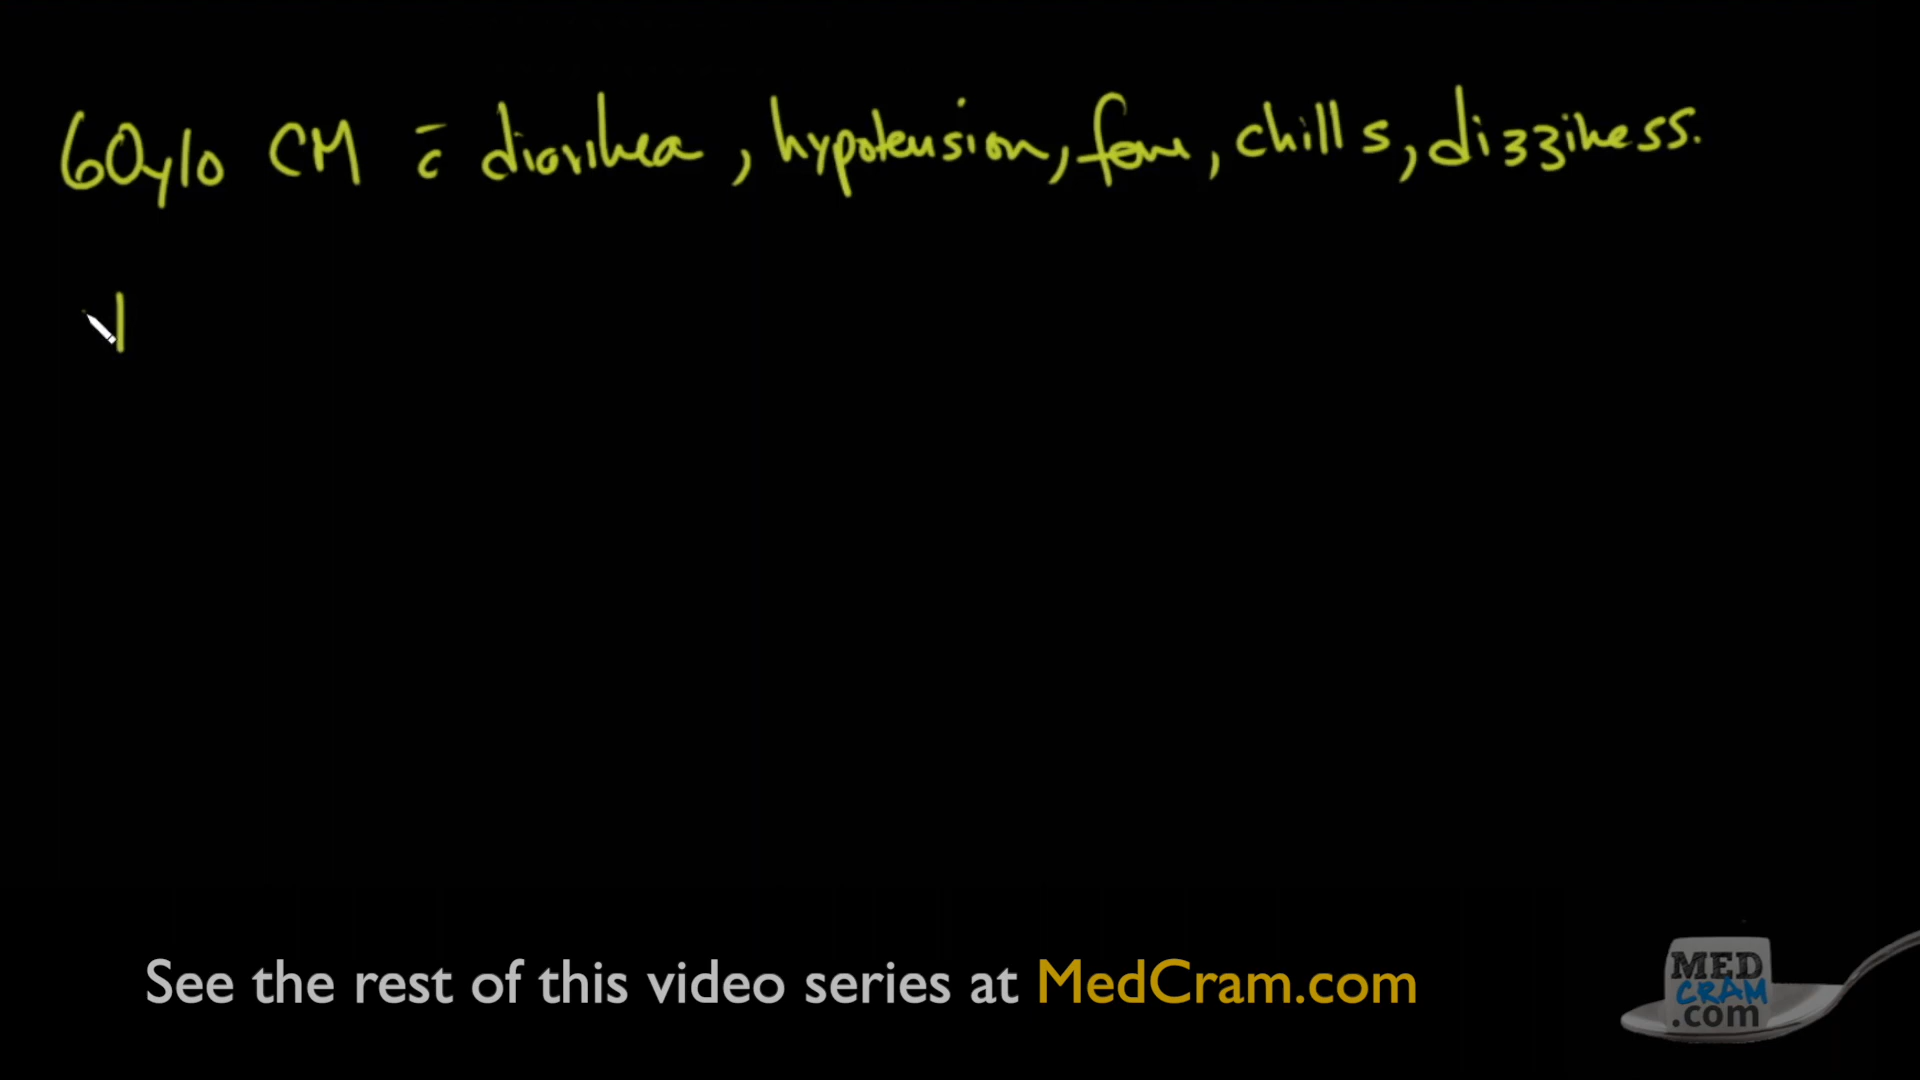 60 y/o CM c̄ diarrhea, hypotension, fever, chills, dizziness.
See the rest of this video series at MedCram.com
MED
CRAM
.com